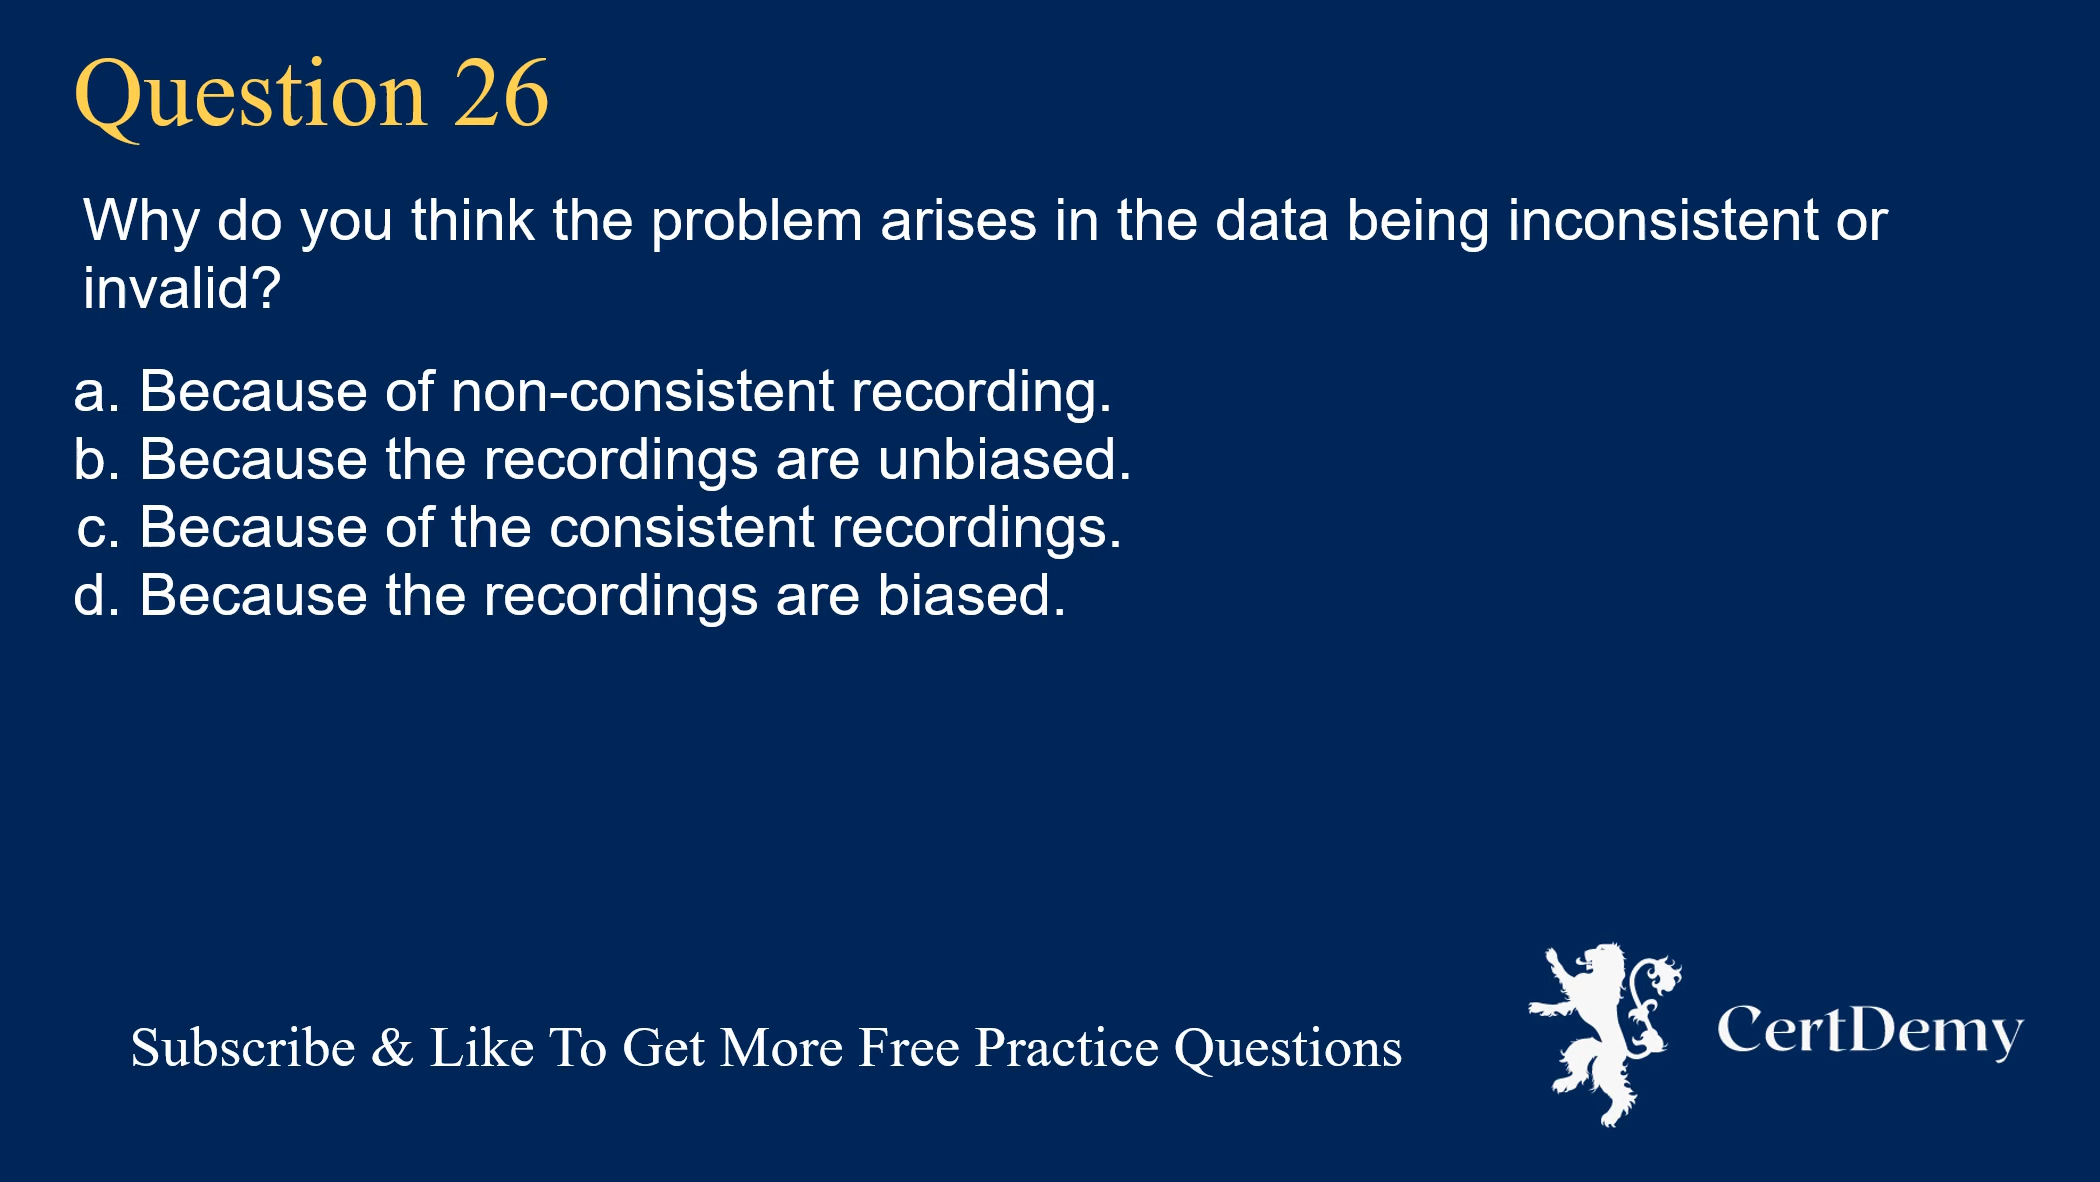 Question 26
Why do you think the problem arises in the data being inconsistent or
invalid?
a. Because of non-consistent recording.
b. Because the recordings are unbiased.
c. Because of the consistent recordings.
d. Because the recordings are biased.
Subscribe & Like To Get More Free Practice Questions
CertDemy